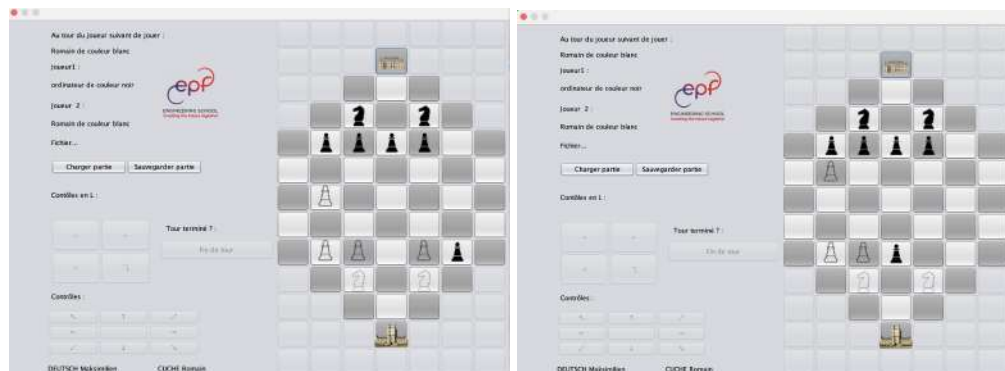 Au tour du joueur suivant de jouer :
Romain de couleur blanc
Joueur1 :
ordinateur de couleur noir
Joueur 2 :
Romain de couleur blanc
Fichier...
Charger partie
Sauvegarder partie
epf
ENGINEERING SCHOOL
Contôles en L :
Tour terminé ? :
Fin de tour
Contrôles :
DEUTSCH Maksimilien
CUCHE Romain
Au tour du joueur suivant de jouer :
Romain de couleur blanc
Joueur1 :
ordinateur de couleur noir
Joueur 2 :
Romain de couleur blanc
Fichier...
Charger partie
Sauvegarder partie
epf
ENGINEERING SCHOOL
Contôles en L :
Tour terminé ? :
Fin de tour
Contrôles :
DEUTSCH Maksimilien
CUCHE Romain